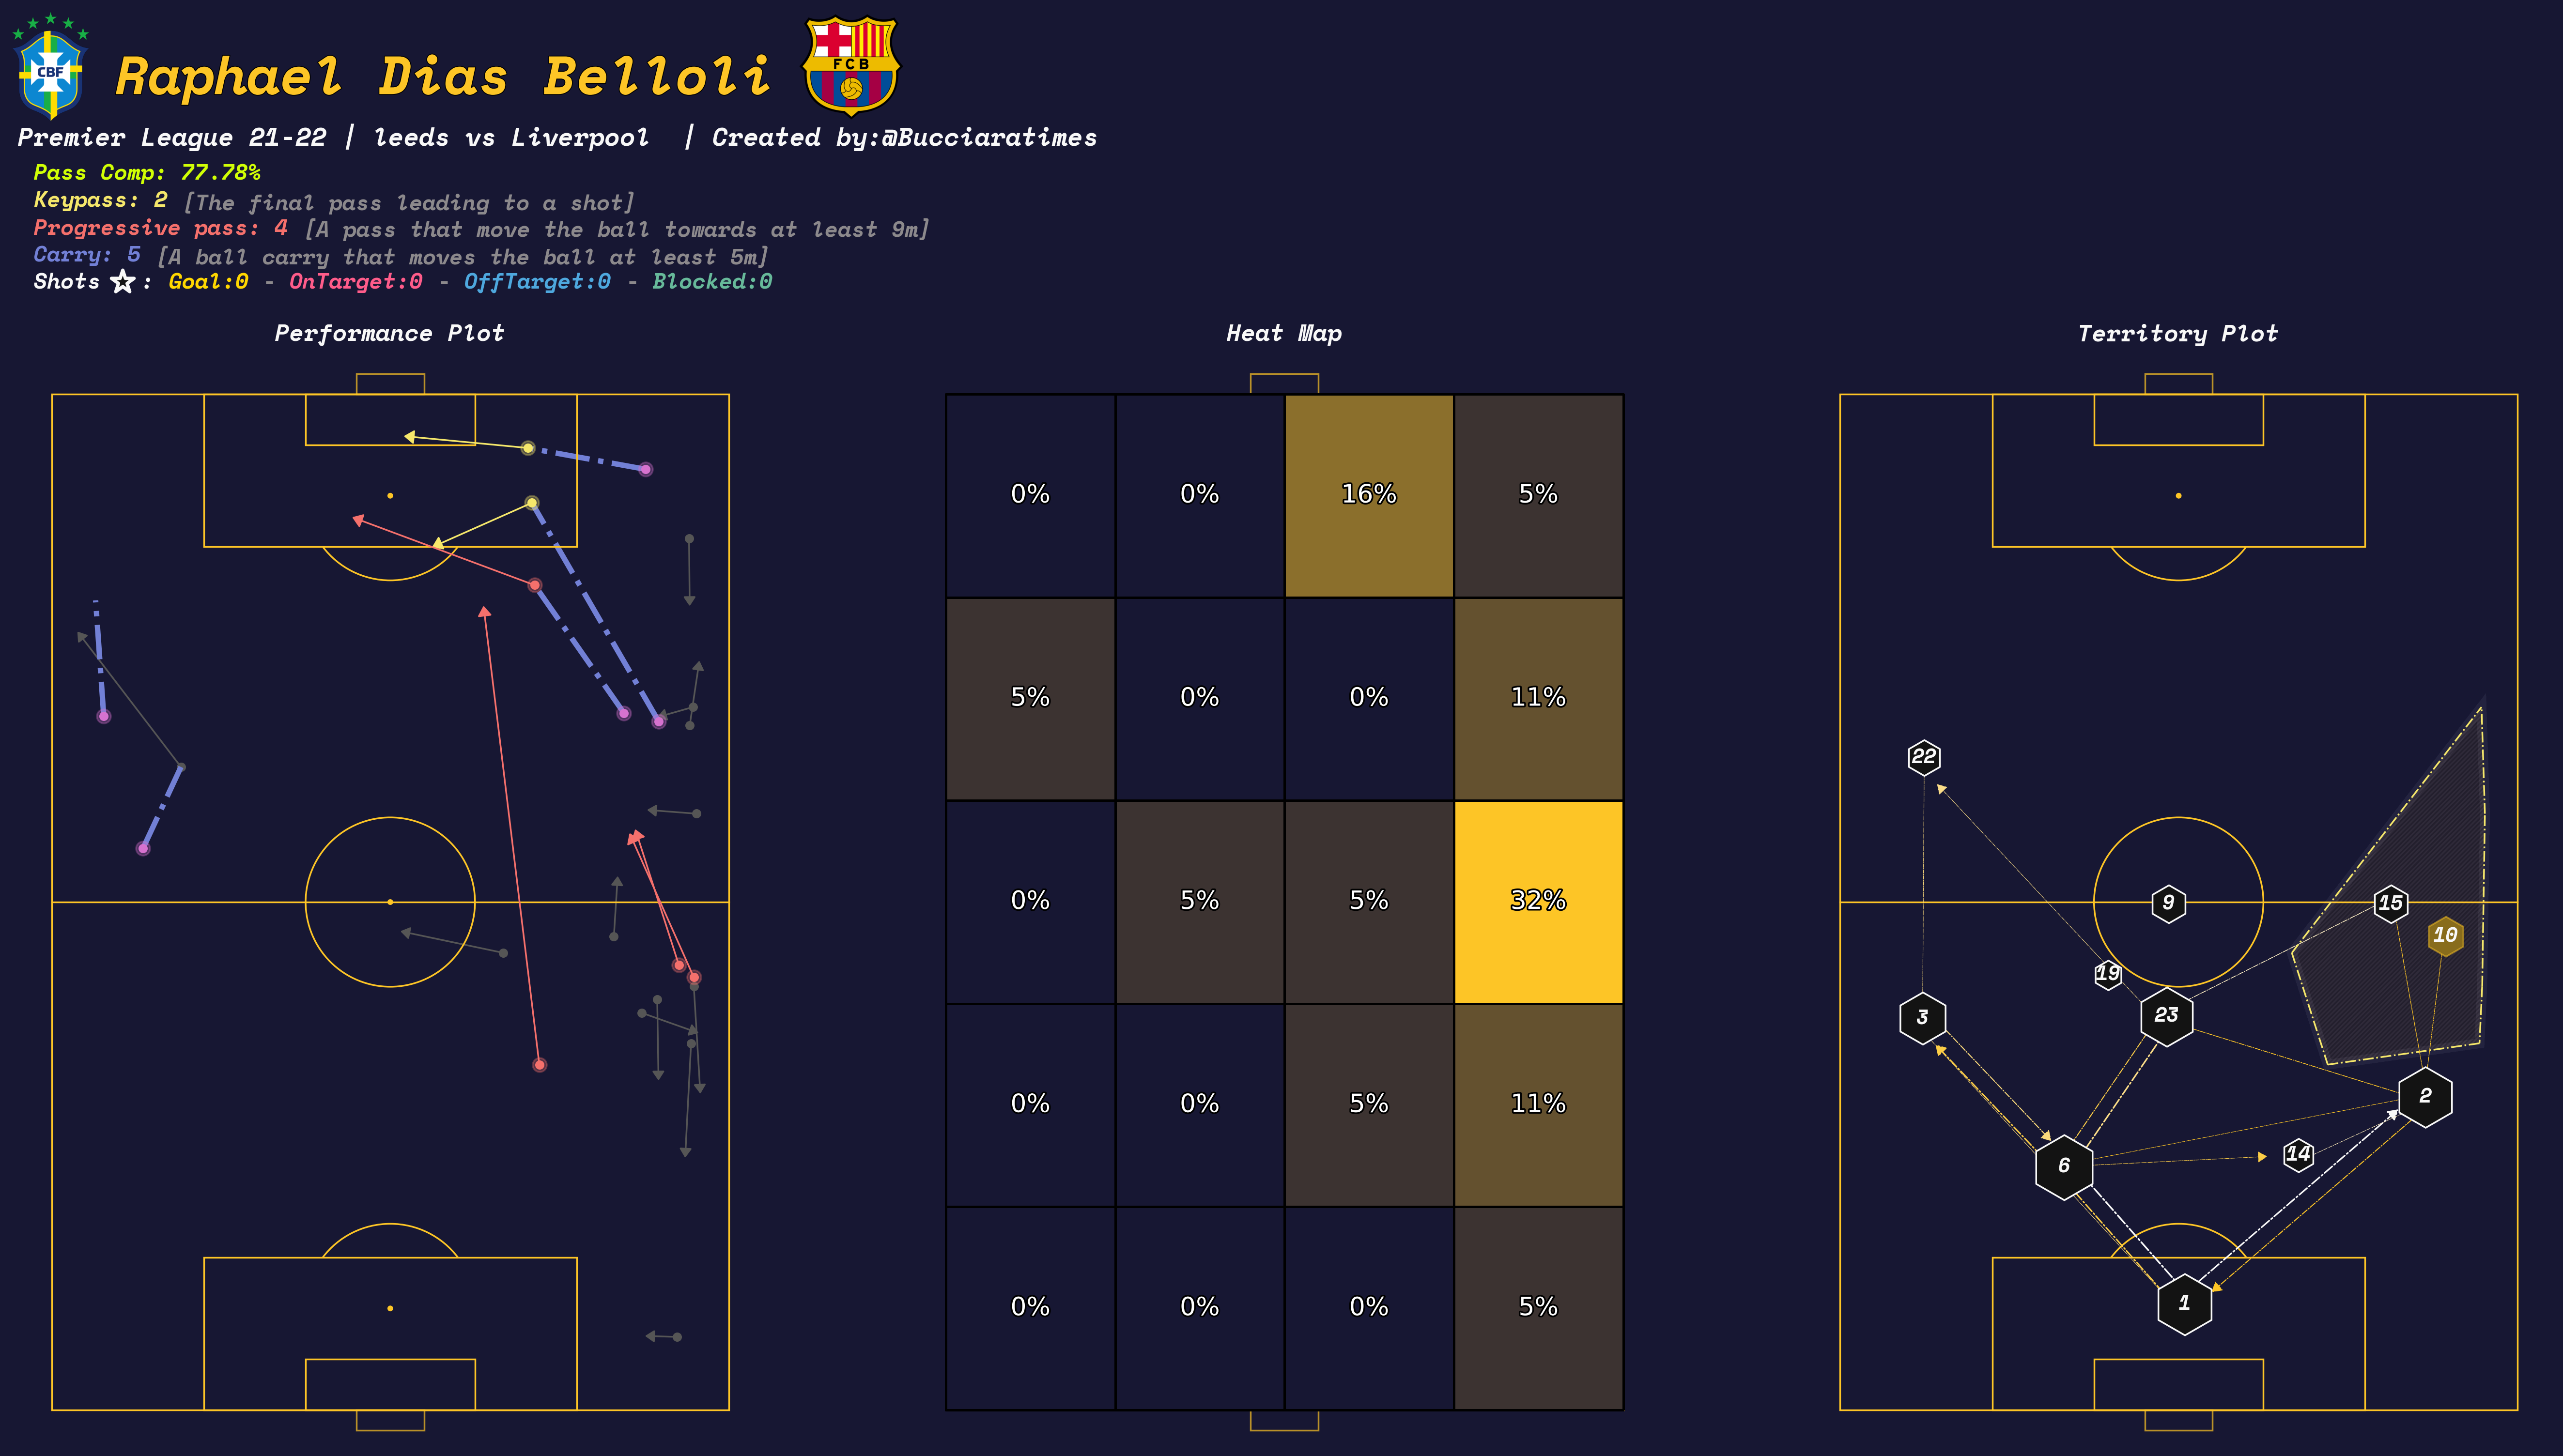 CBF
Raphael Dias Belloli
FCB
Premier League 21-22 | leeds vs Liverpool | Created by:@Bucciaratimes
Pass Comp: 77.78%
Keypass: 2 [The final pass leading to a shot]
Progressive pass: 4 [A pass that move the ball towards at least 9m]
Carry: 5 [A ball carry that moves the ball at least 5m]
Shots ☆: Goal:0 - OnTarget:0 - OffTarget:0 - Blocked:0
Performance Plot
Heat Map
0% 0% 16% 5%
5% 0% 0% 11%
0% 5% 5% 32%
0% 0% 5% 11%
0% 0% 0% 5%
Territory Plot
22
9
15
10
19
3
23
2
14
6
1